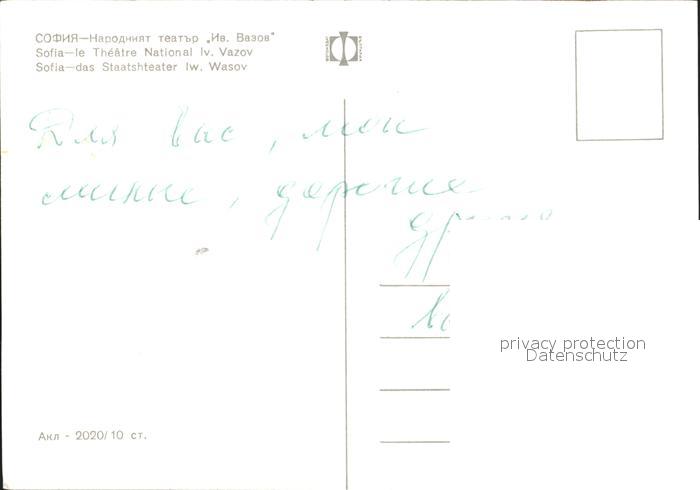 СОФИЯ—Народният театър „Ив. Вазов"
Sofia—le Théâtre National Iv. Vazov
Sofia—das Staatshteater Iw. Wasov
Для вас, мои
милые, дорогие
privacy protection
Datenschutz
Акл - 2020/10 ст.